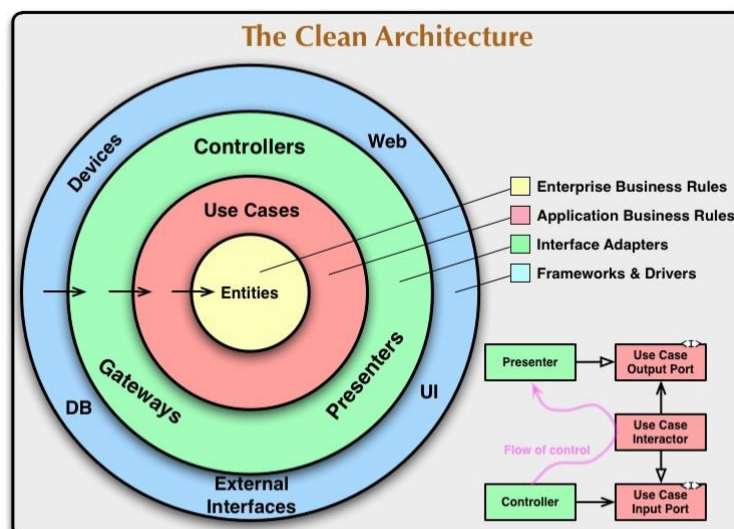 The Clean Architecture
Devices
Web
Controllers
Use Cases
Entities
Gateways
Presenters
DB
UI
External
Interfaces
Enterprise Business Rules
Application Business Rules
Interface Adapters
Frameworks & Drivers
Presenter
<I>
Use Case
Output Port
Use Case
Interactor
Flow of control
Controller
<I>
Use Case
Input Port